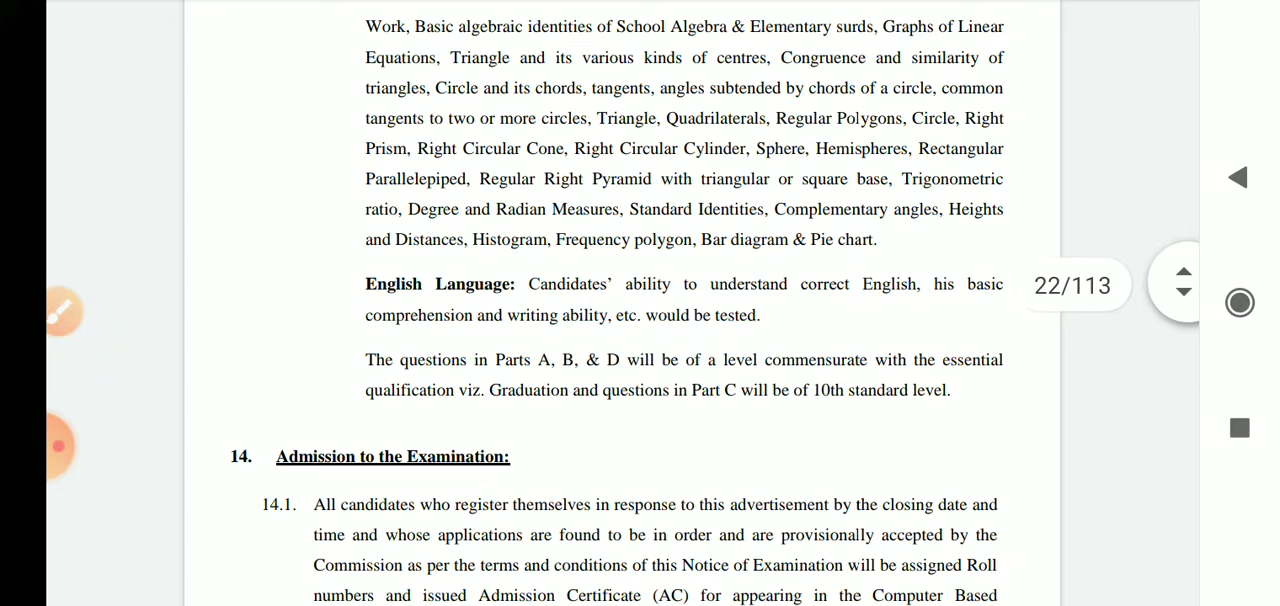 Work, Basic algebraic identities of School Algebra & Elementary surds, Graphs of Linear
Equations, Triangle and its various kinds of centres, Congruence and similarity of
triangles, Circle and its chords, tangents, angles subtended by chords of a circle, common
tangents to two or more circles, Triangle, Quadrilaterals, Regular Polygons, Circle, Right
Prism, Right Circular Cone, Right Circular Cylinder, Sphere, Hemispheres, Rectangular
Parallelepiped, Regular Right Pyramid with triangular or square base, Trigonometric
ratio, Degree and Radian Measures, Standard Identities, Complementary angles, Heights
and Distances, Histogram, Frequency polygon, Bar diagram & Pie chart.
English Language: Candidates’ ability to understand correct English, his basic
comprehension and writing ability, etc. would be tested.
22/113
The questions in Parts A, B, & D will be of a level commensurate with the essential
qualification viz. Graduation and questions in Part C will be of 10th standard level.
14. Admission to the Examination:
14.1. All candidates who register themselves in response to this advertisement by the closing date and
time and whose applications are found to be in order and are provisionally accepted by the
Commission as per the terms and conditions of this Notice of Examination will be assigned Roll
numbers and issued Admission Certificate (AC) for appearing in the Computer Based